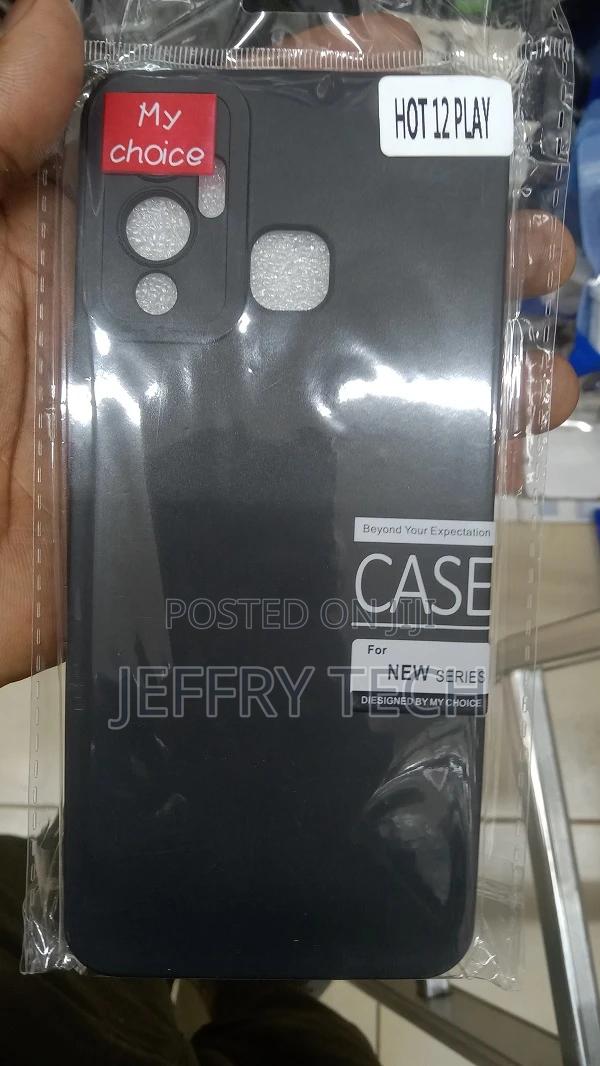 My
choice
HOT 12 PLAY
Beyond Your Expectation
CASE
For
NEW SERIES
DIESIGNED BY MY CHOICE
POSTED ON JIJI
JEFFRY TECH